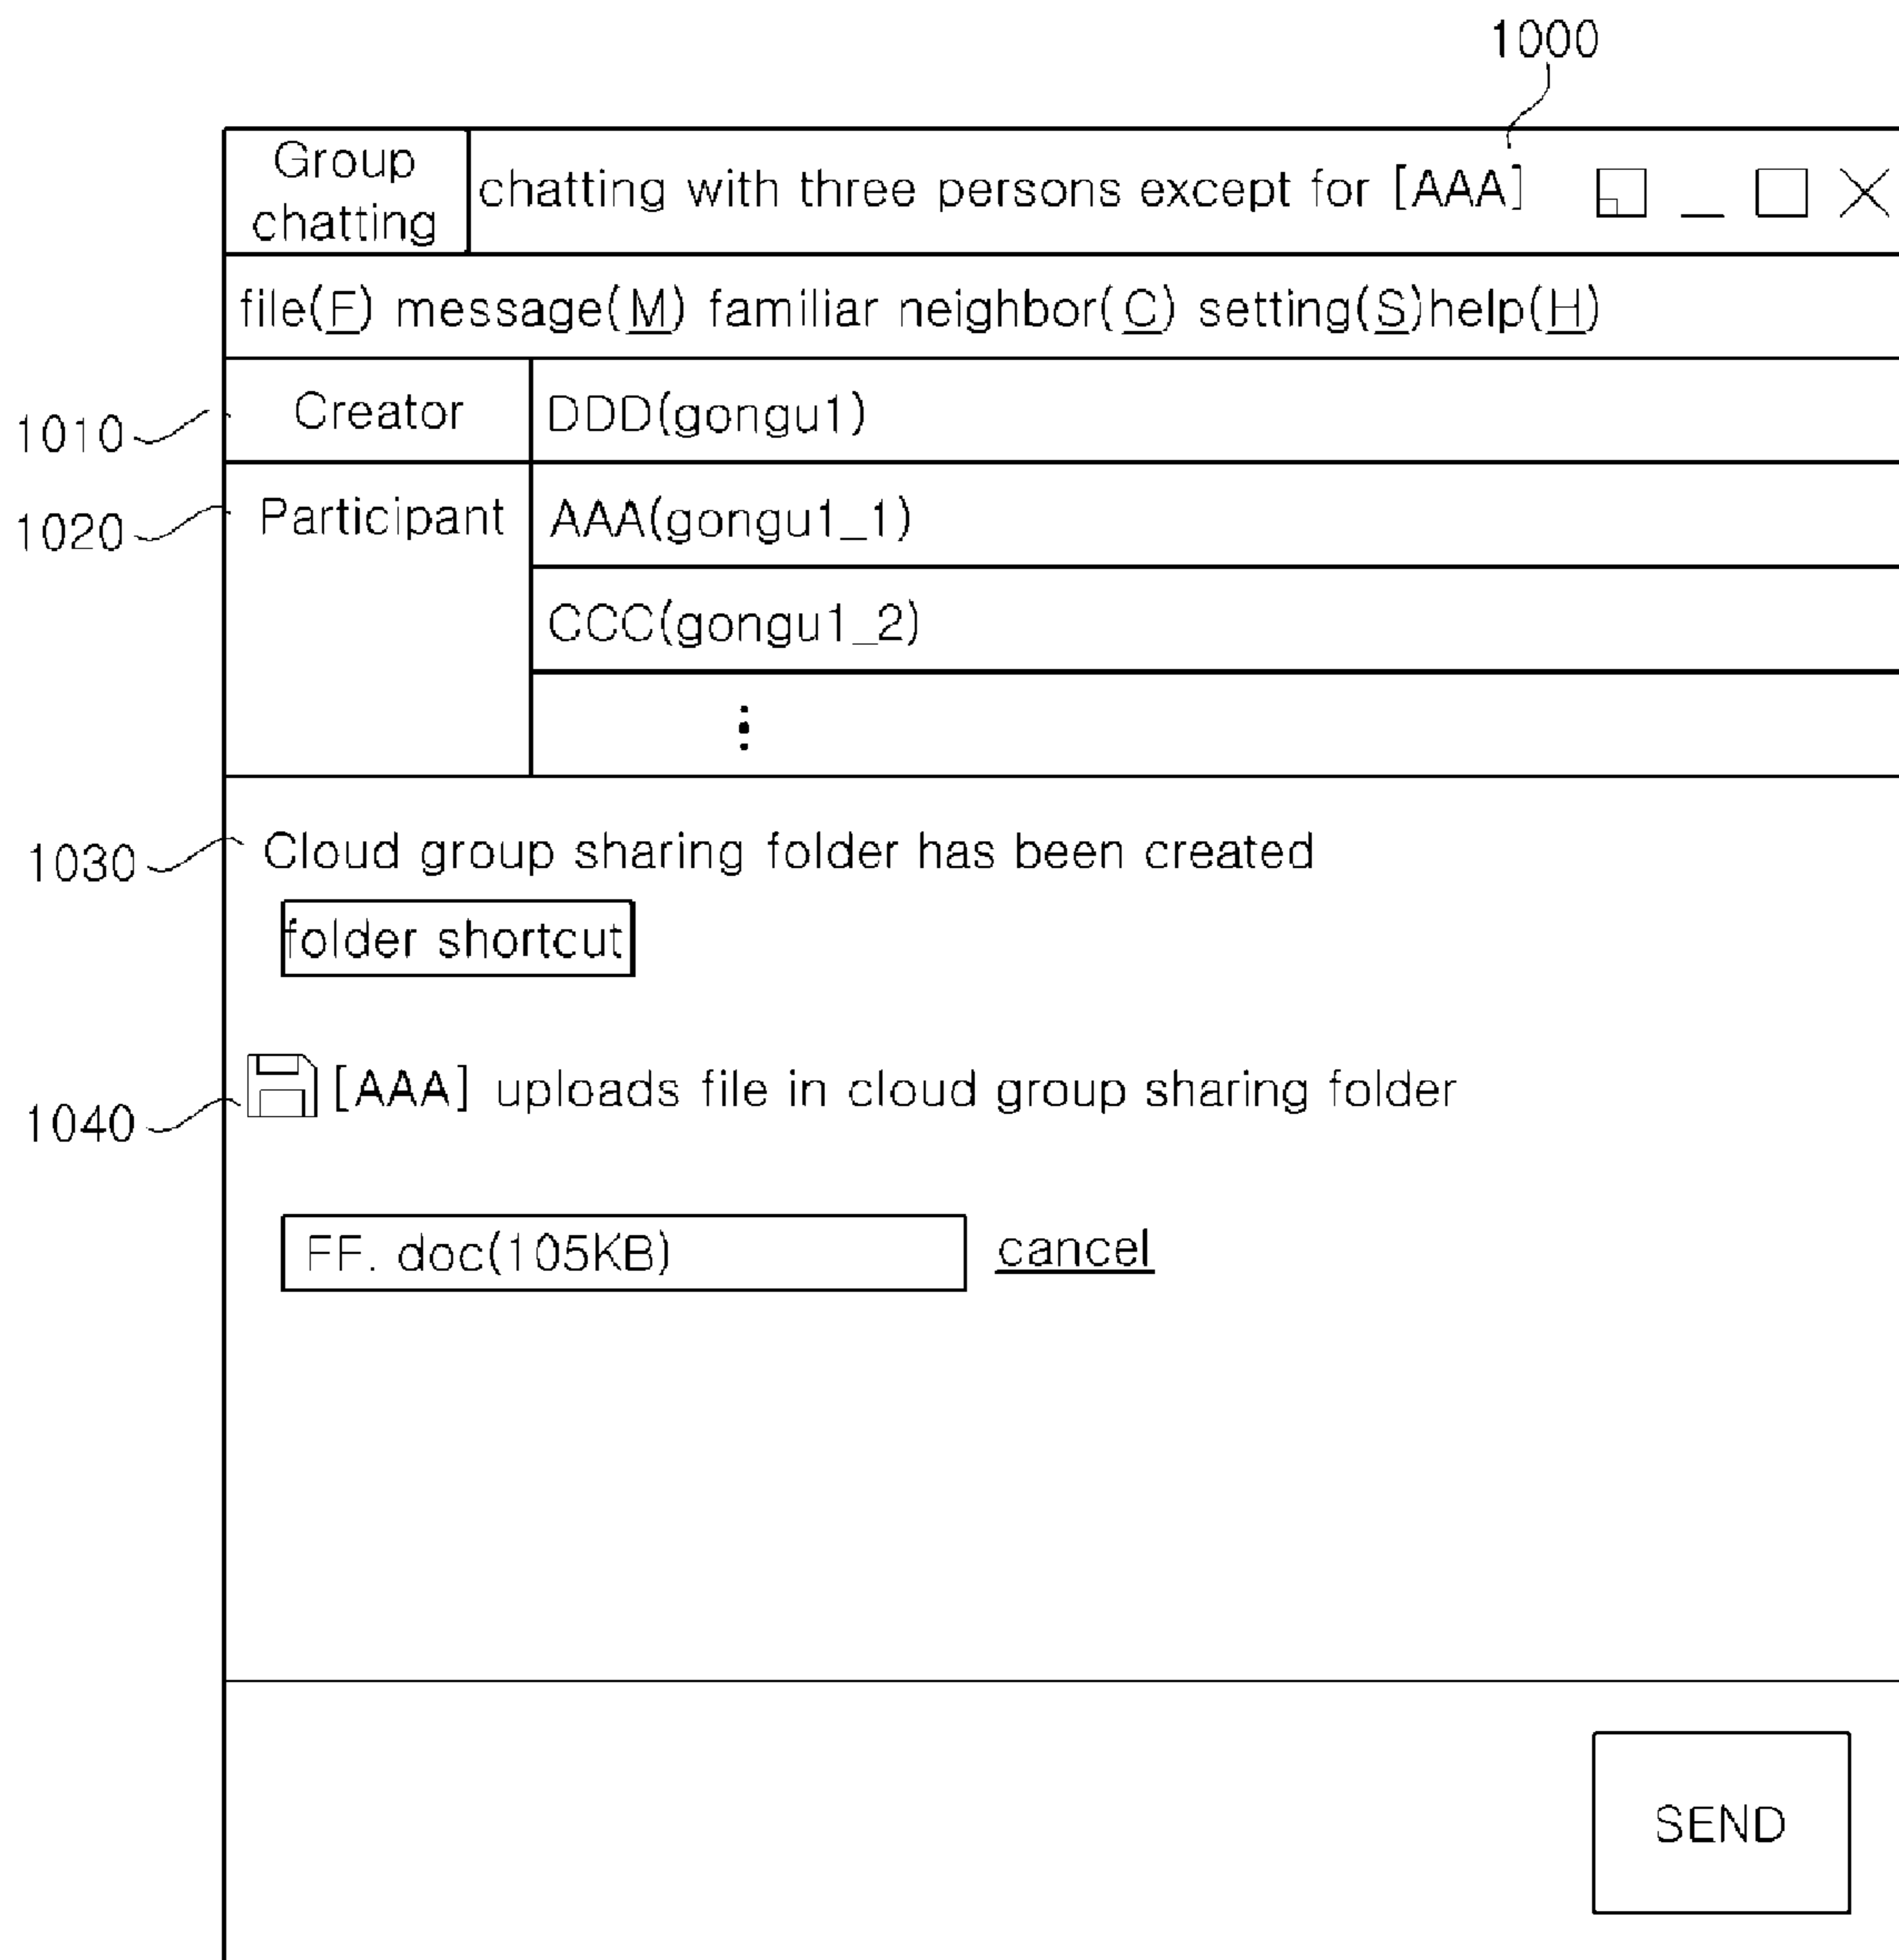 1000
Group
chatting
chatting with three persons except for [AAA]
file(F) message(M) familiar neighbor(C) setting(S)help(H)
1010
Creator
DDD(gongu1)
1020
Participant
AAA(gongu1_1)
CCC(gongu1_2)
1030
Cloud group sharing folder has been created
folder shortcut
1040
[AAA] uploads file in cloud group sharing folder
FF. doc(105KB)
cancel
SEND